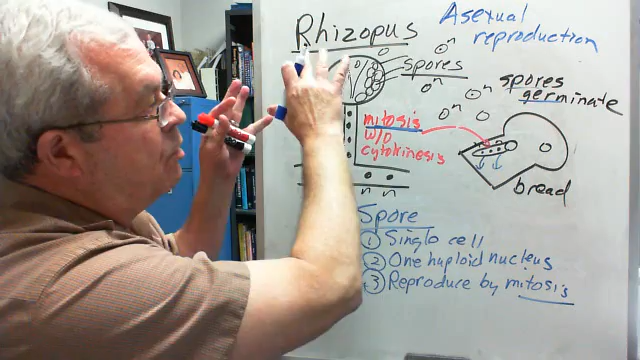 Rhizopus
Asexual
reproduction
spores
n
n
n
n
spores
germinate
mitosis
w/o
cytokinesis
bread
n n
Spore
① Single cell
② One haploid nucleus
③ Reproduce by mitosis